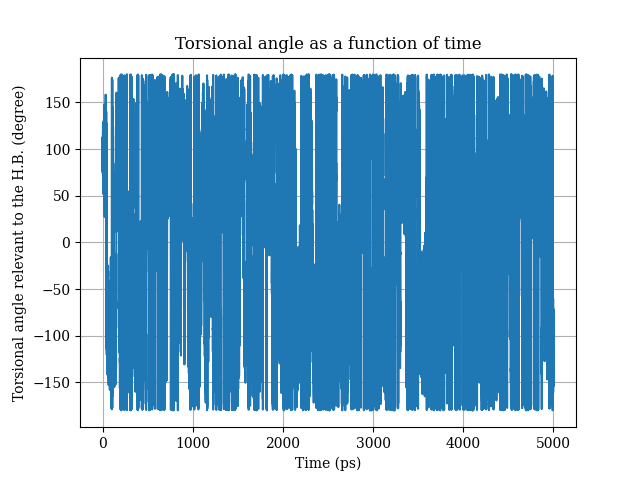 Torsional angle as a function of time
Torsional angle relevant to the H.B. (degree)
150
100
50
0
−50
−100
−150
0 1000 2000 3000 4000 5000
Time (ps)